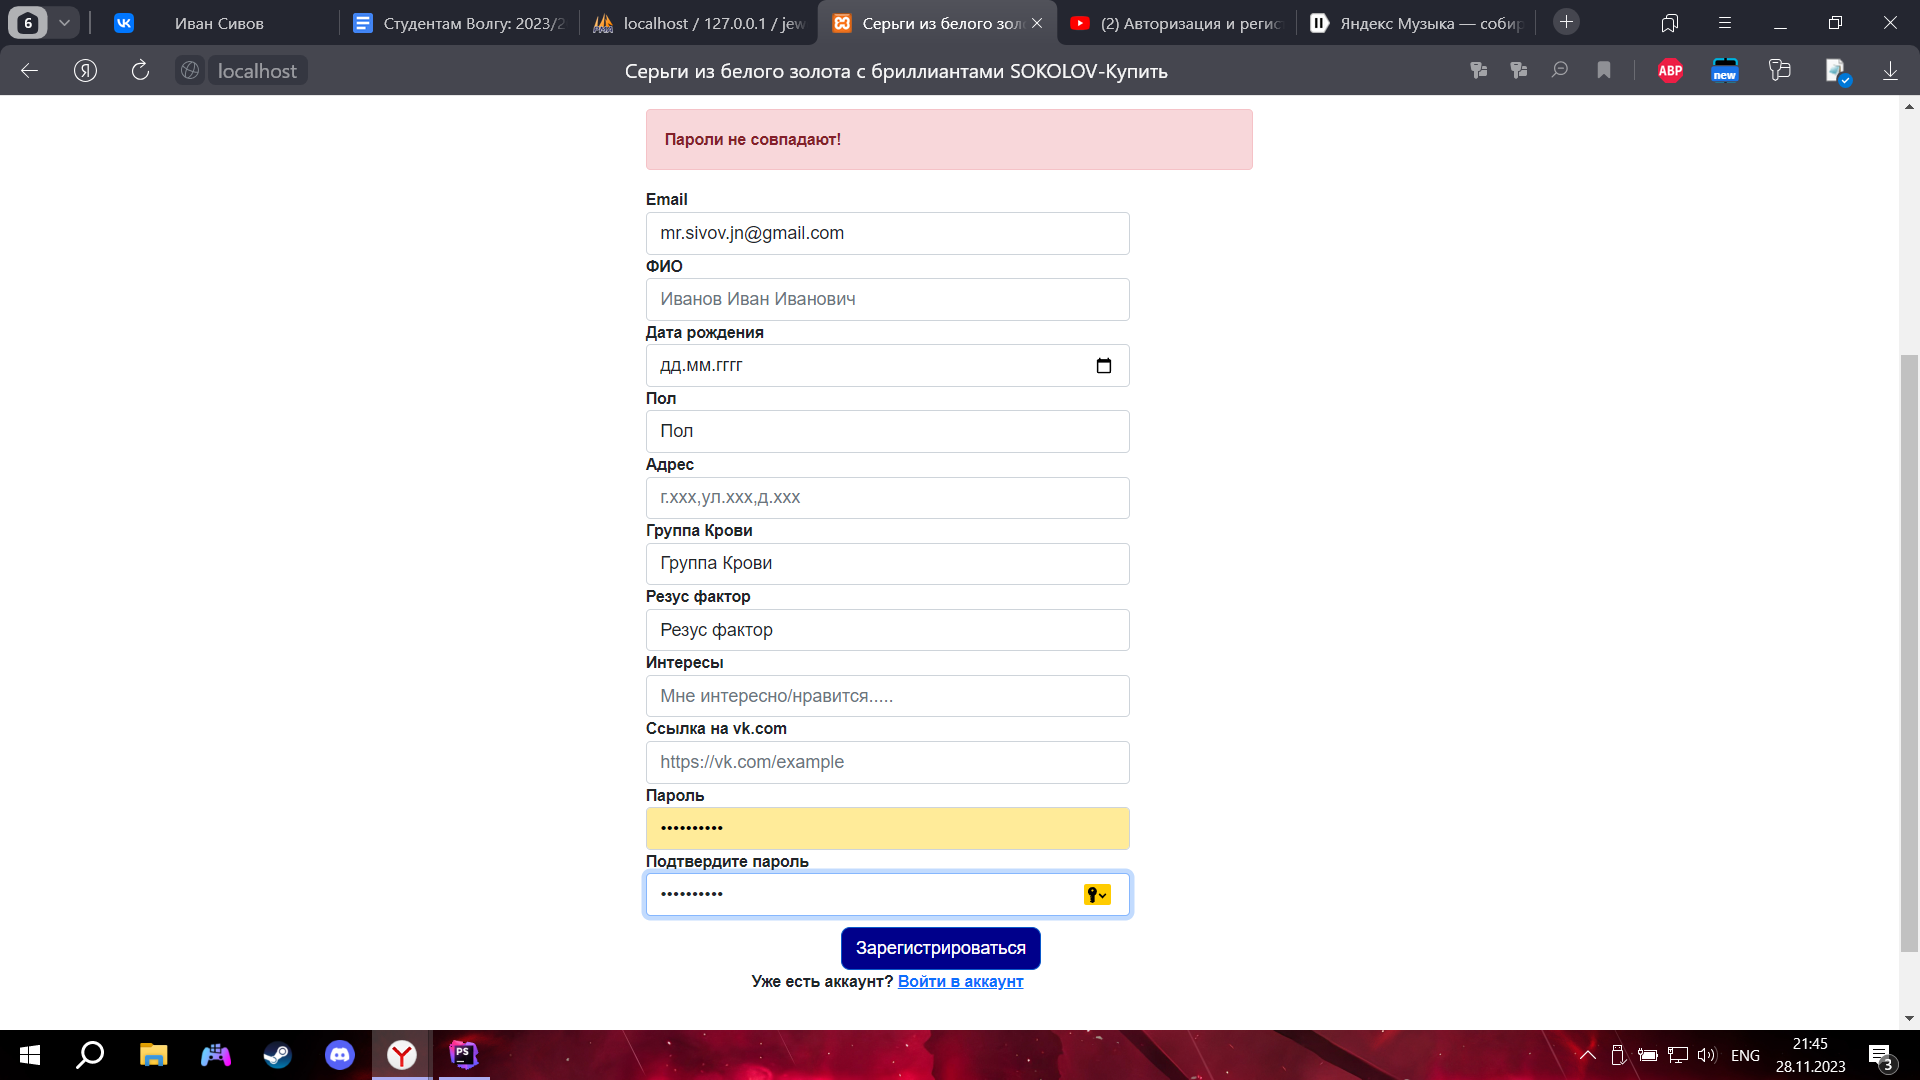 6
Иван Сивов
Студентам Волгу: 2023/2
localhost / 127.0.0.1 / jew
Серьги из белого зол
(2) Авторизация и регис
Яндекс Музыка — собир
localhost
Серьги из белого золота с бриллиантами SOKOLOV-Купить
ABP
new
Пароли не совпадают!
Email
mr.sivov.jn@gmail.com
ФИО
Иванов Иван Иванович
Дата рождения
дд.мм.гггг
Пол
Пол
Адрес
г.xxx,ул.xxx,д.xxx
Группа Крови
Группа Крови
Резус фактор
Резус фактор
Интересы
Мне интересно/нравится.....
Ссылка на vk.com
https://vk.com/example
Пароль
••••••••••
Подтвердите пароль
••••••••••
Зарегистрироваться
Уже есть аккаунт? Войти в аккаунт
PS
ENG
21:45
28.11.2023
3